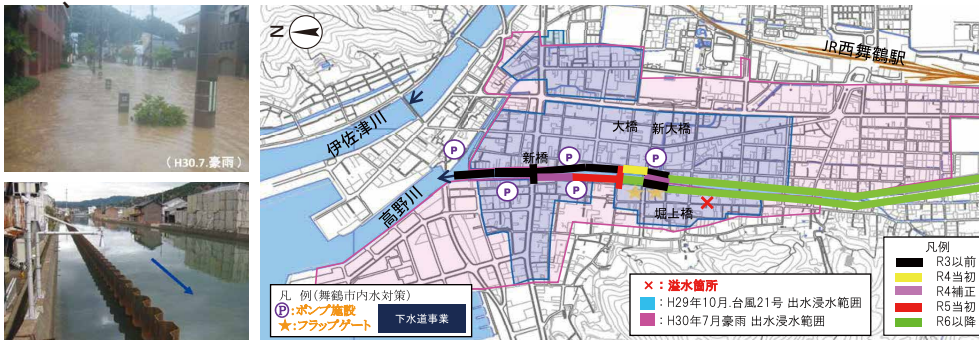 （H30.7.豪雨）
N
伊佐津川
高野川
新橋
大橋
新大橋
堀上橋
JR西舞鶴駅
P
P
P
P
P
凡 例(舞鶴市内水対策)
P:ポンプ施設
★:フラップゲート
下水道事業
×：溢水箇所
：H29年10月.台風21号 出水浸水範囲
：H30年7月豪雨 出水浸水範囲
凡例
R3以前
R4当初
R4補正
R5当初
R6以降